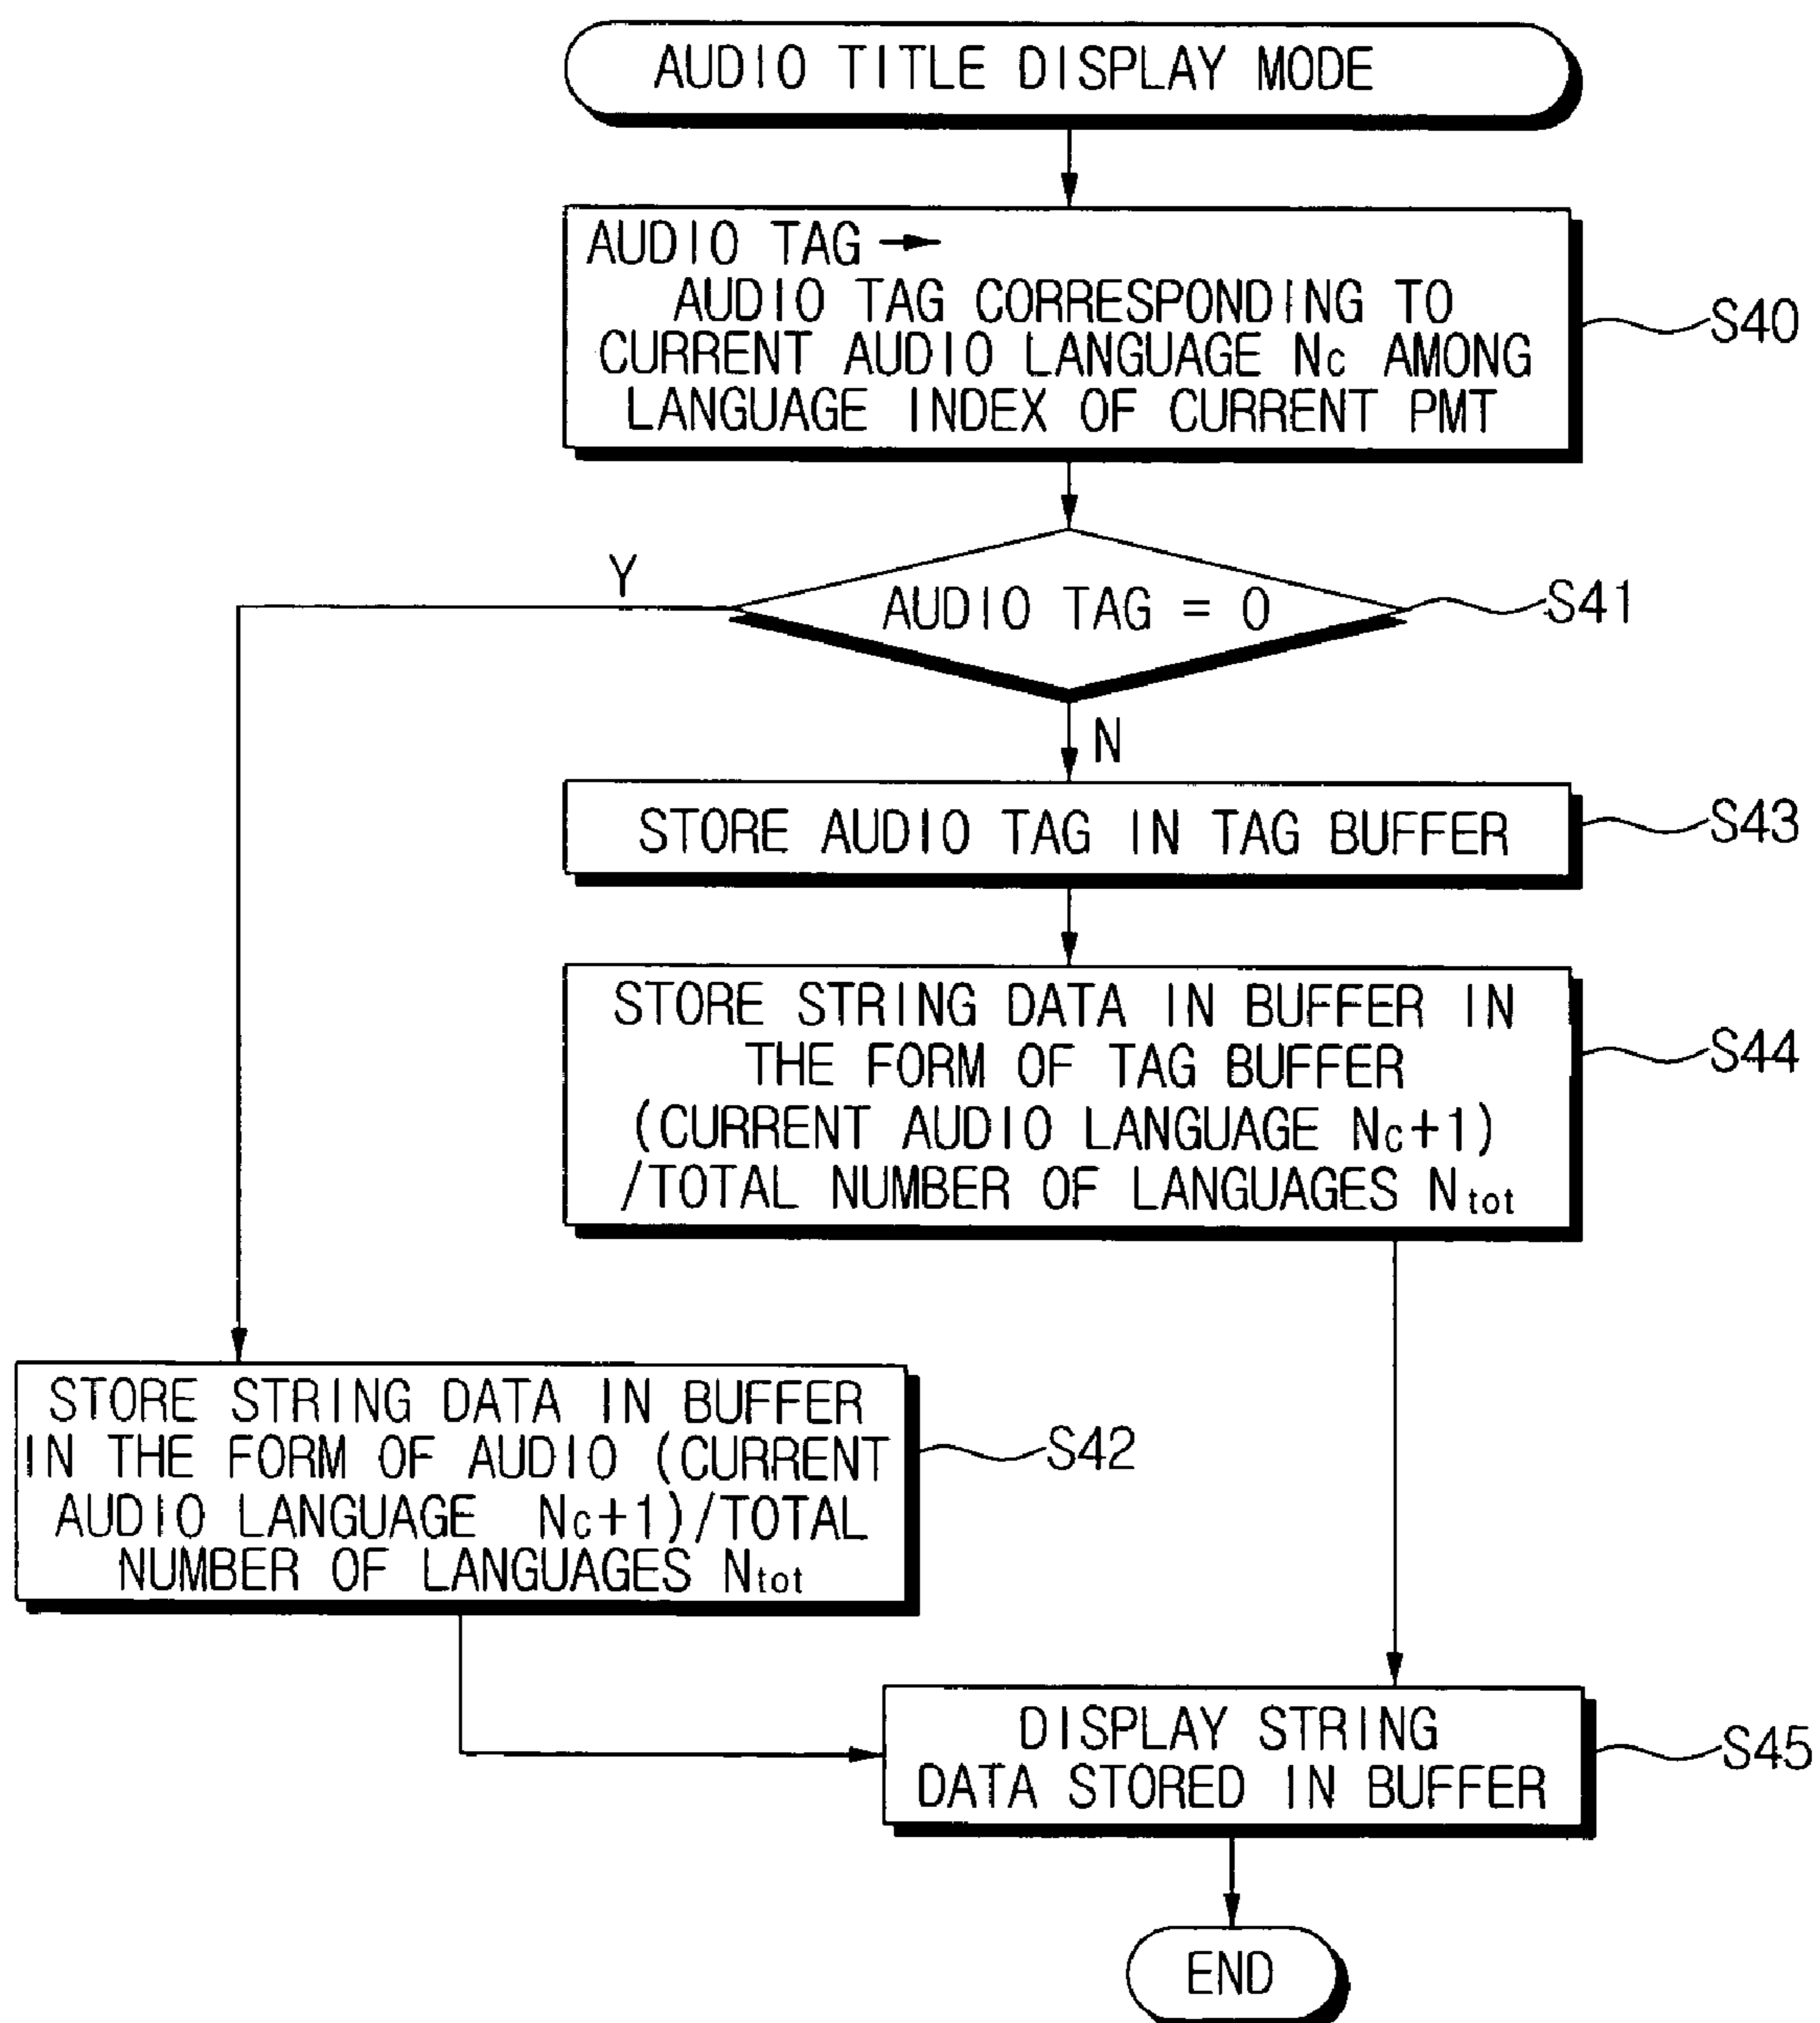 AUDIO TITLE DISPLAY MODE
AUDIO TAG →
AUDIO TAG CORRESPONDING TO
CURRENT AUDIO LANGUAGE Nc AMONG
LANGUAGE INDEX OF CURRENT PMT
S40
Y
AUDIO TAG = 0
S41
N
STORE AUDIO TAG IN TAG BUFFER
S43
STORE STRING DATA IN BUFFER IN
THE FORM OF TAG BUFFER
(CURRENT AUDIO LANGUAGE Nc+1)
/TOTAL NUMBER OF LANGUAGES Ntot
S44
STORE STRING DATA IN BUFFER
IN THE FORM OF AUDIO (CURRENT
AUDIO LANGUAGE Nc+1)/TOTAL
NUMBER OF LANGUAGES Ntot
S42
DISPLAY STRING
DATA STORED IN BUFFER
S45
END